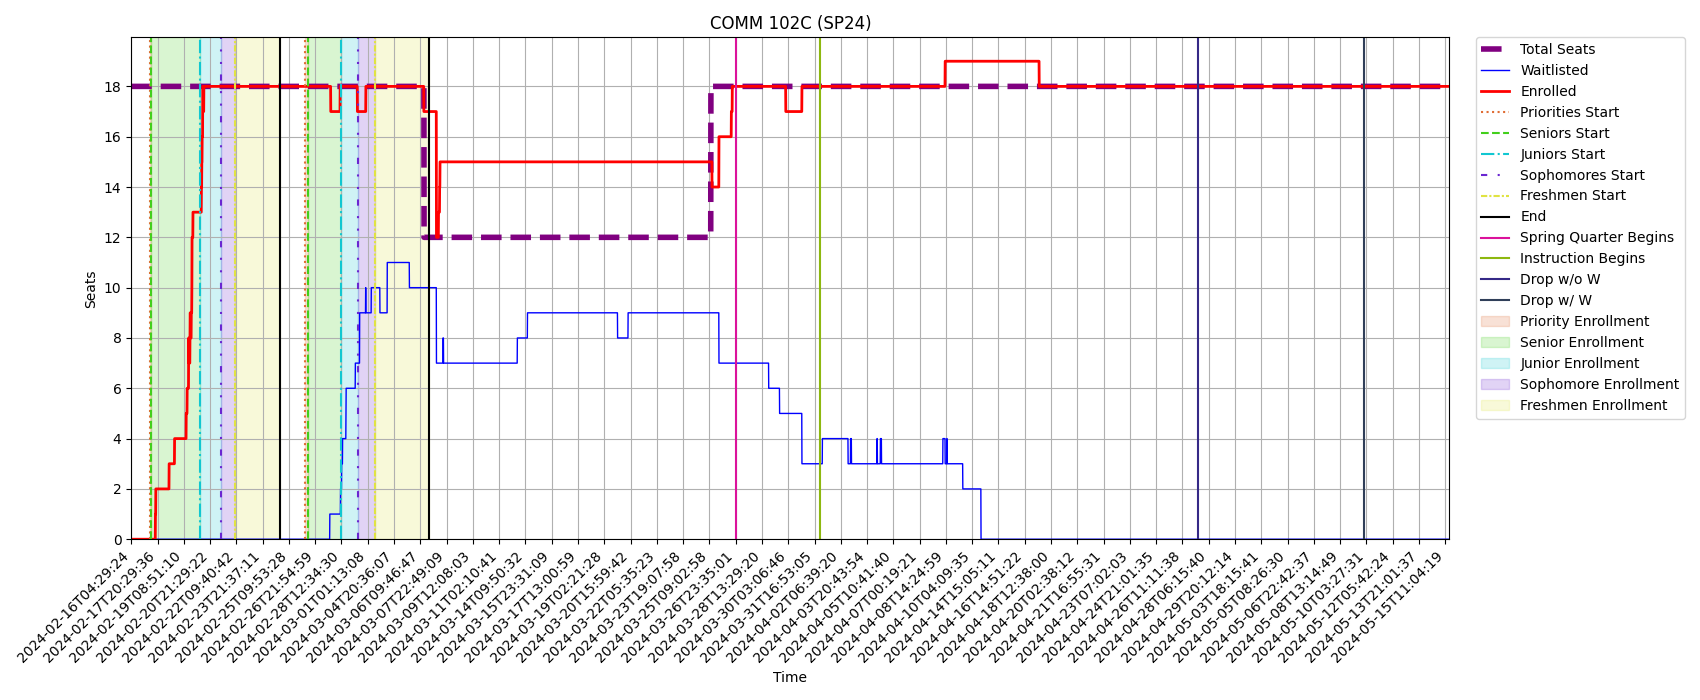 COMM 102C (SP24)
Seats
18
16
14
12
10
8
6
4
2
0
2024-02-16T04:29:24
2024-02-17T20:29:36
2024-02-19T08:51:10
2024-02-20T21:29:22
2024-02-22T09:40:42
2024-02-23T21:37:11
2024-02-25T09:53:28
2024-02-26T21:54:59
2024-02-28T12:34:30
2024-03-01T01:13:08
2024-03-04T20:36:07
2024-03-06T09:46:47
2024-03-07T22:49:09
2024-03-09T12:08:03
2024-03-11T02:10:41
2024-03-14T09:50:32
2024-03-15T23:31:09
2024-03-17T13:00:59
2024-03-19T02:21:28
2024-03-20T15:59:42
2024-03-22T05:35:23
2024-03-23T19:07:58
2024-03-25T09:02:58
2024-03-26T23:35:01
2024-03-28T13:29:20
2024-03-30T03:06:46
2024-03-31T16:53:05
2024-04-02T06:39:20
2024-04-03T20:43:54
2024-04-05T10:41:40
2024-04-07T00:19:21
2024-04-08T14:24:59
2024-04-10T04:09:35
2024-04-14T15:05:11
2024-04-16T14:51:22
2024-04-18T12:38:00
2024-04-20T02:38:12
2024-04-21T16:55:31
2024-04-23T07:02:03
2024-04-24T21:01:35
2024-04-26T11:11:38
2024-04-28T06:15:40
2024-04-29T20:12:14
2024-05-03T18:15:41
2024-05-05T08:26:30
2024-05-06T22:42:37
2024-05-08T13:14:49
2024-05-10T03:27:31
2024-05-12T05:42:24
2024-05-13T21:01:37
2024-05-15T11:04:19
Time
Total Seats
Waitlisted
Enrolled
Priorities Start
Seniors Start
Juniors Start
Sophomores Start
Freshmen Start
End
Spring Quarter Begins
Instruction Begins
Drop w/o W
Drop w/ W
Priority Enrollment
Senior Enrollment
Junior Enrollment
Sophomore Enrollment
Freshmen Enrollment